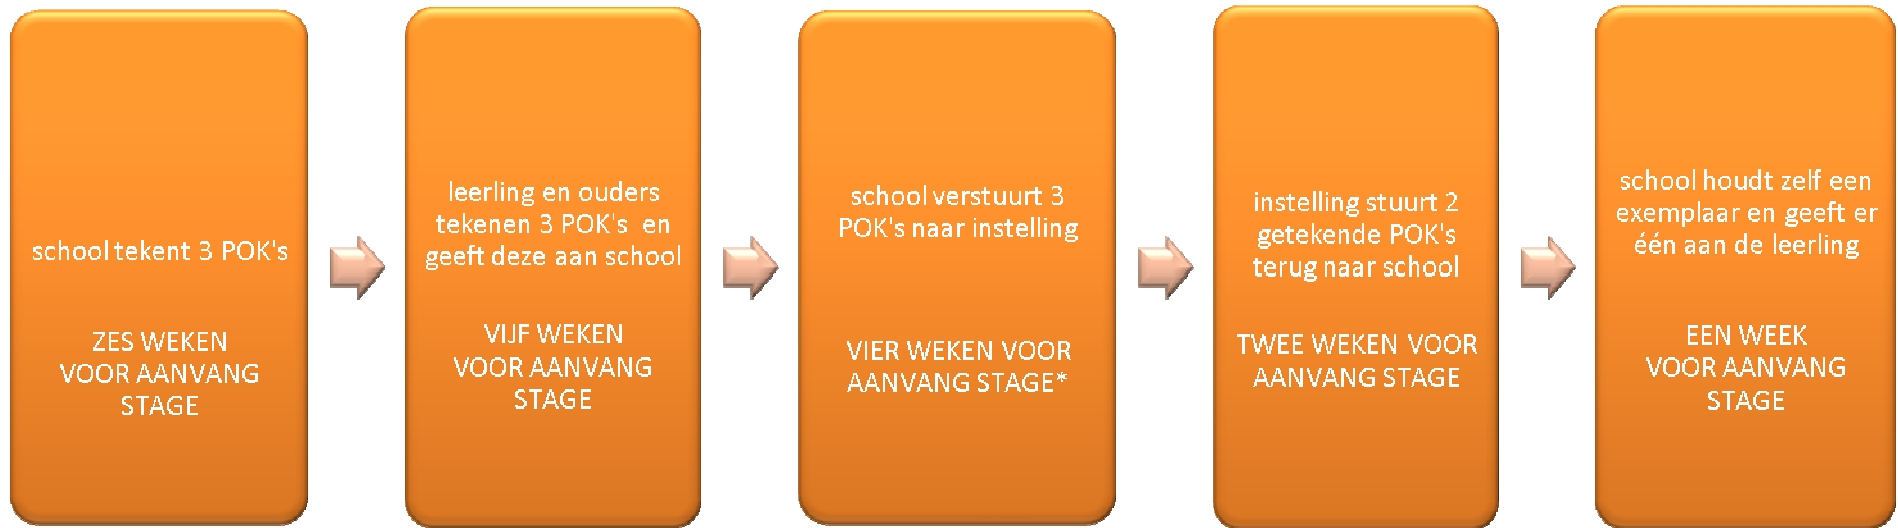 school tekent 3 POK's
ZES WEKEN
VOOR AANVANG
STAGE
leerling en ouders
tekenen 3 POK's en
geeft deze aan school
VIJF WEKEN
VOOR AANVANG
STAGE
school verstuurt 3
POK's naar instelling
VIER WEKEN VOOR
AANVANG STAGE*
instelling stuurt 2
getekende POK's
terug naar school
TWEE WEKEN VOOR
AANVANG STAGE
school houdt zelf een
exemplaar en geeft er
één aan de leerling
EEN WEEK
VOOR AANVANG
STAGE